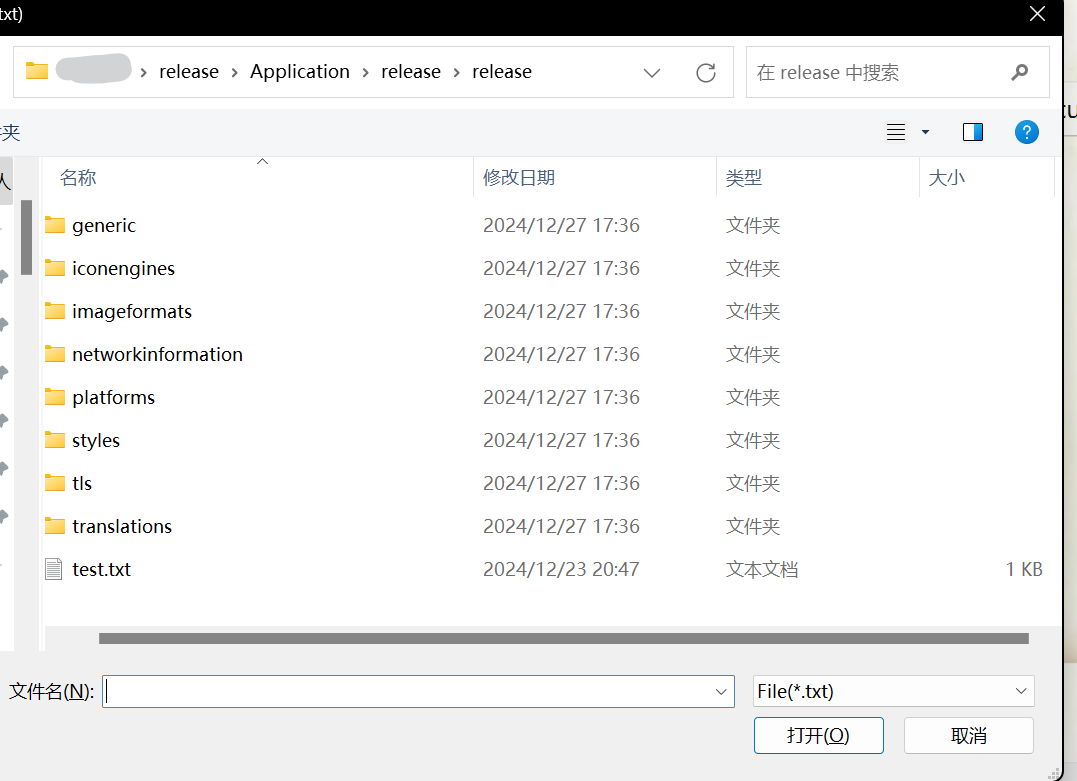 txt)
release › Application › release › release
在 release 中搜索
夹
名称 修改日期 类型 大小
generic 2024/12/27 17:36 文件夹
iconengines 2024/12/27 17:36 文件夹
imageformats 2024/12/27 17:36 文件夹
networkinformation 2024/12/27 17:36 文件夹
platforms 2024/12/27 17:36 文件夹
styles 2024/12/27 17:36 文件夹
tls 2024/12/27 17:36 文件夹
translations 2024/12/27 17:36 文件夹
test.txt 2024/12/23 20:47 文本文档 1 KB
文件名(N): File(*.txt)
打开(O) 取消